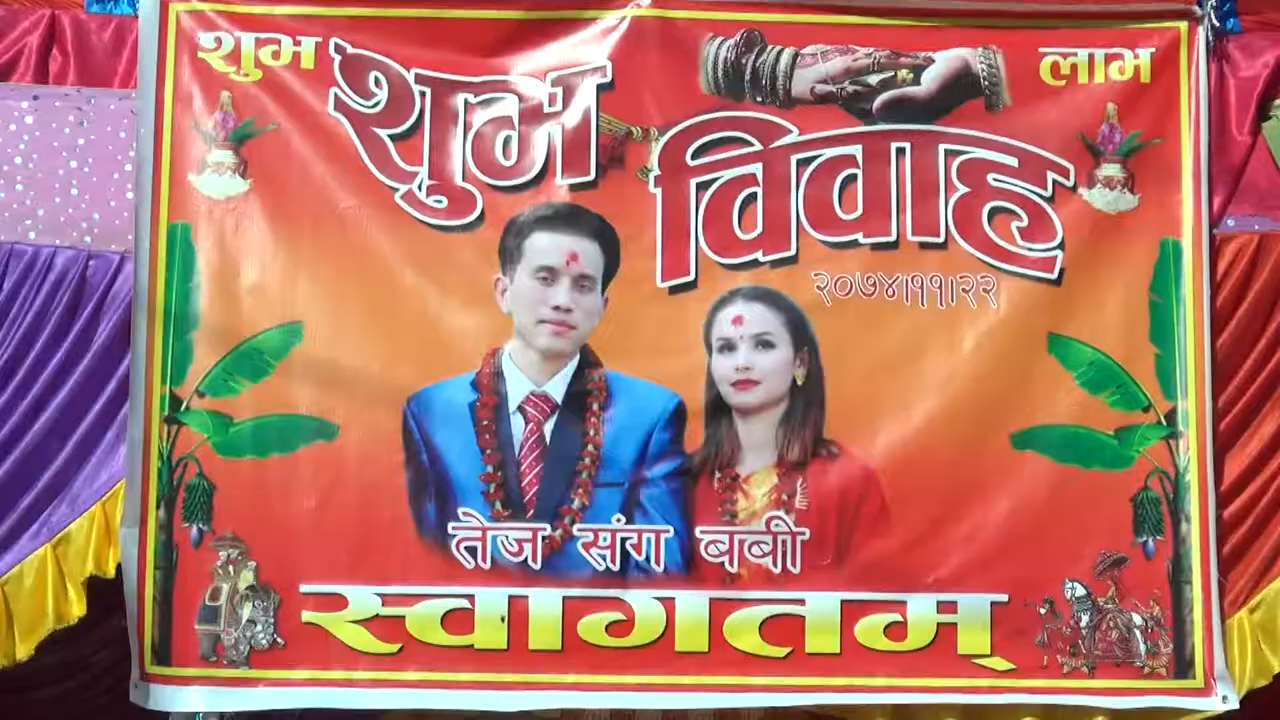 शुभ
लाभ
शुभ
विवाह
२०७४।११।२२
तेज संग बबी
स्वागतम्